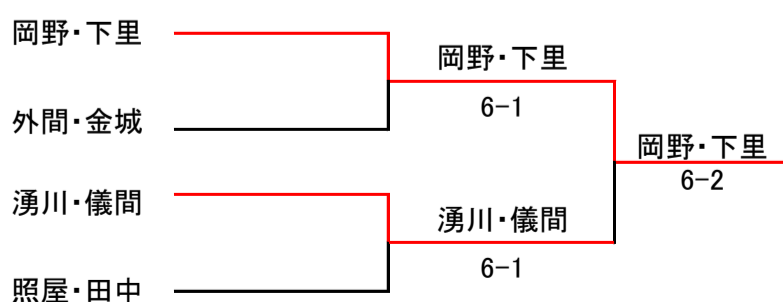 岡野・下里
外間・金城
湧川・儀間
照屋・田中
岡野・下里
6-1
湧川・儀間
6-1
岡野・下里
6-2